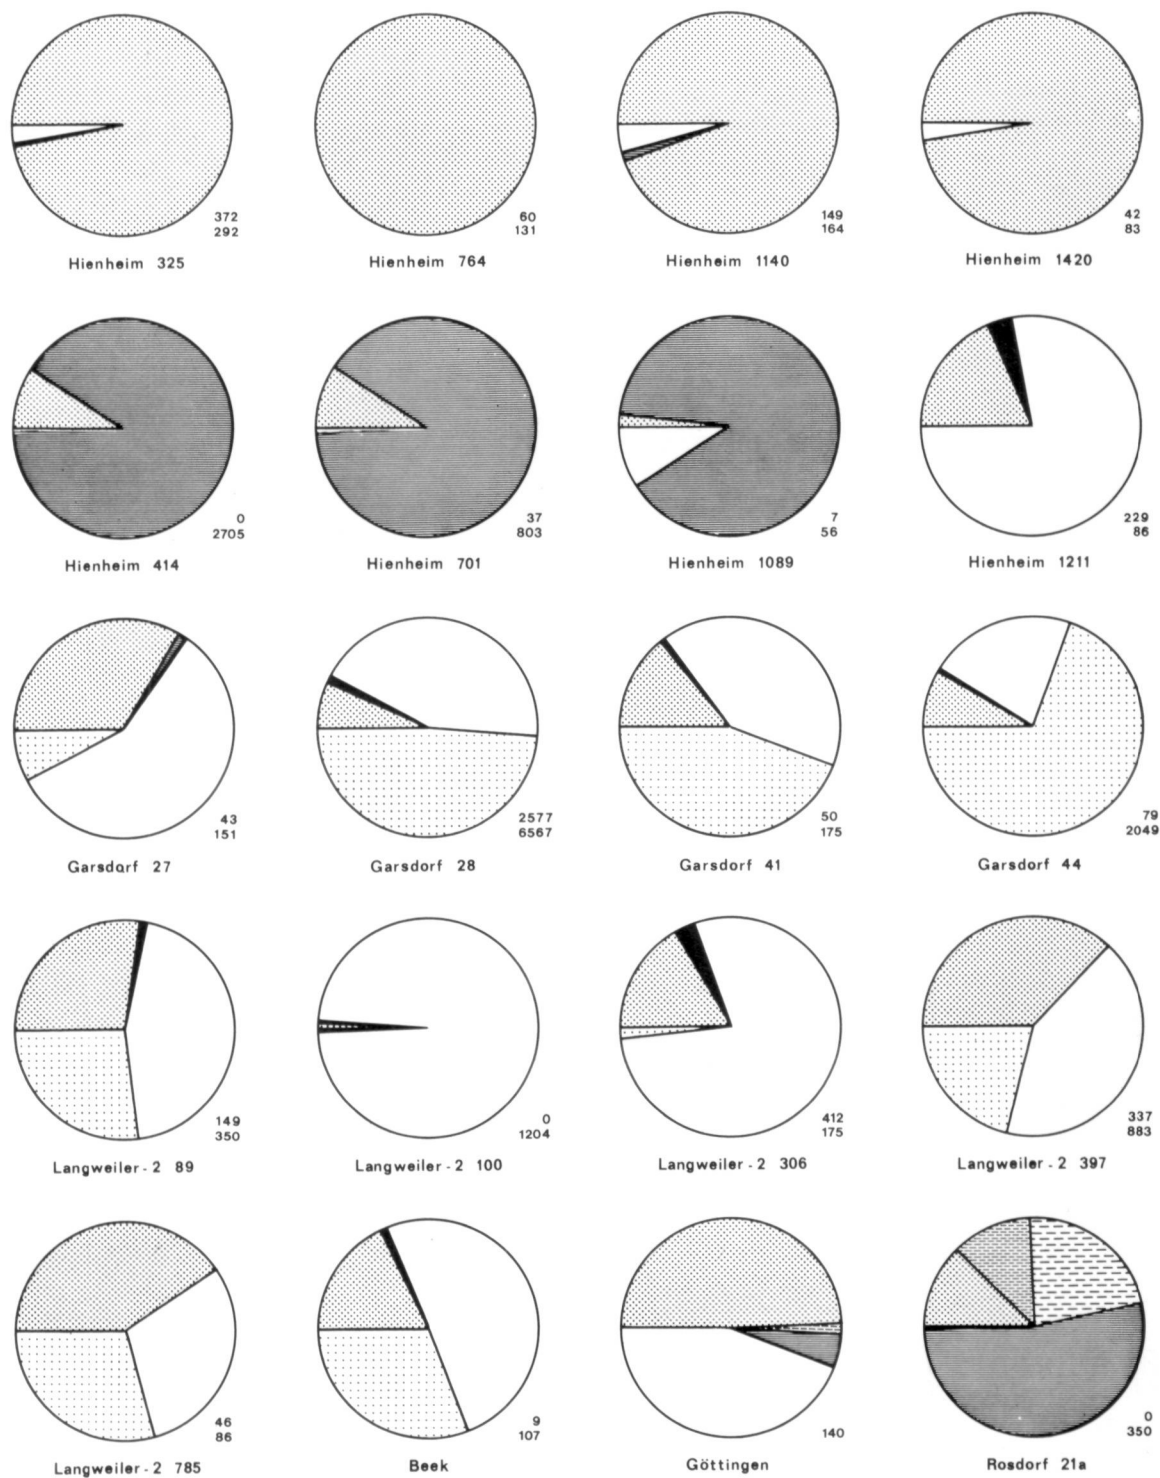 372
292
Hienheim 325
60
131
Hienheim 764
149
164
Hienheim 1140
42
83
Hienheim 1420
0
2705
Hienheim 414
37
803
Hienheim 701
7
56
Hienheim 1089
229
86
Hienheim 1211
43
151
Garsdorf 27
2577
6567
Garsdorf 28
50
175
Garsdorf 41
79
2049
Garsdorf 44
149
350
Langweiler - 2 89
0
1204
Langweiler - 2 100
412
175
Langweiler - 2 306
337
883
Langweiler - 2 397
46
86
Langweiler - 2 785
9
107
Beek
140
Göttingen
0
350
Rosdorf 21a